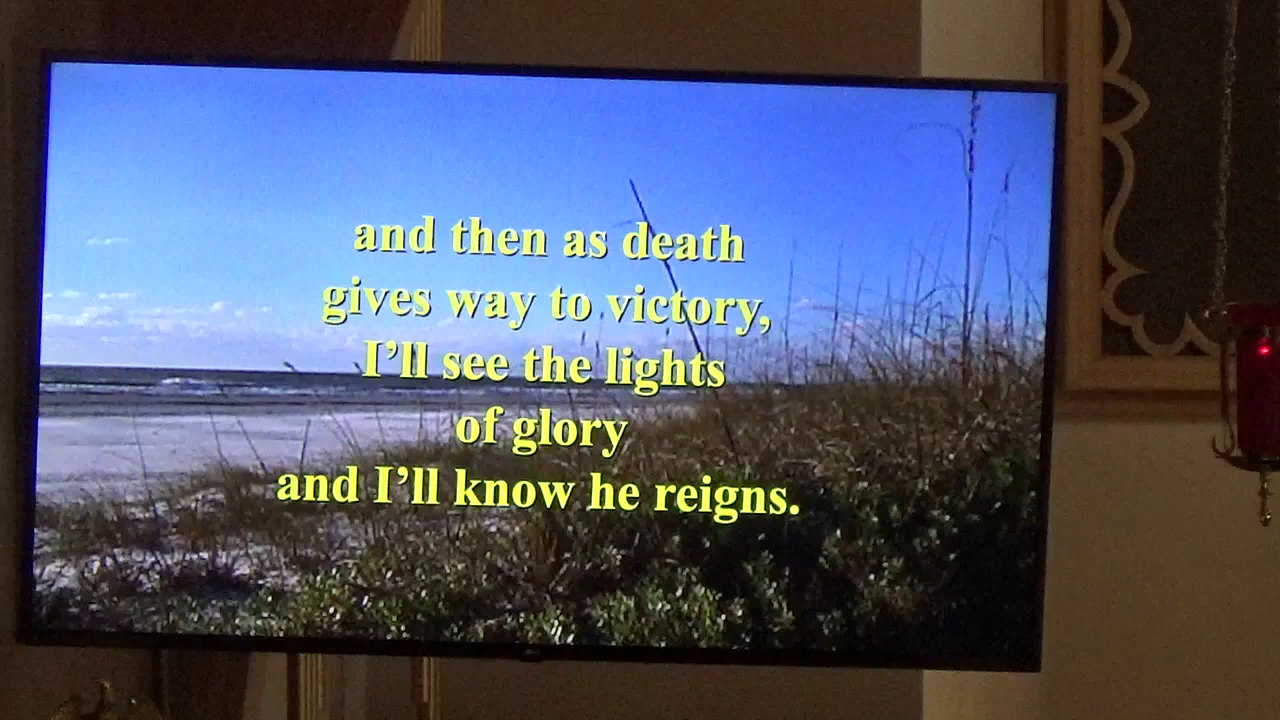 and then as death
gives way to victory,
I'll see the lights
of glory
and I'll know he reigns.